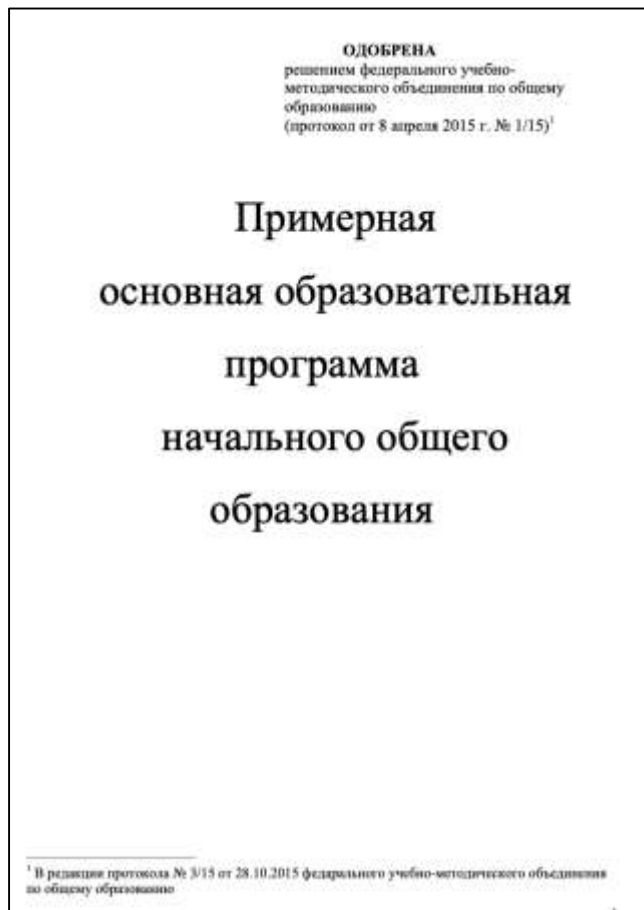 ОДОБРЕНА
решением федерального учебно-
методического объединения по общему
образованию
(протокол от 8 апреля 2015 г. № 1/15)¹
Примерная
основная образовательная
программа
начального общего
образования
¹ В редакции протокола № 3/15 от 28.10.2015 федерального учебно-методического объединения
по общему образованию